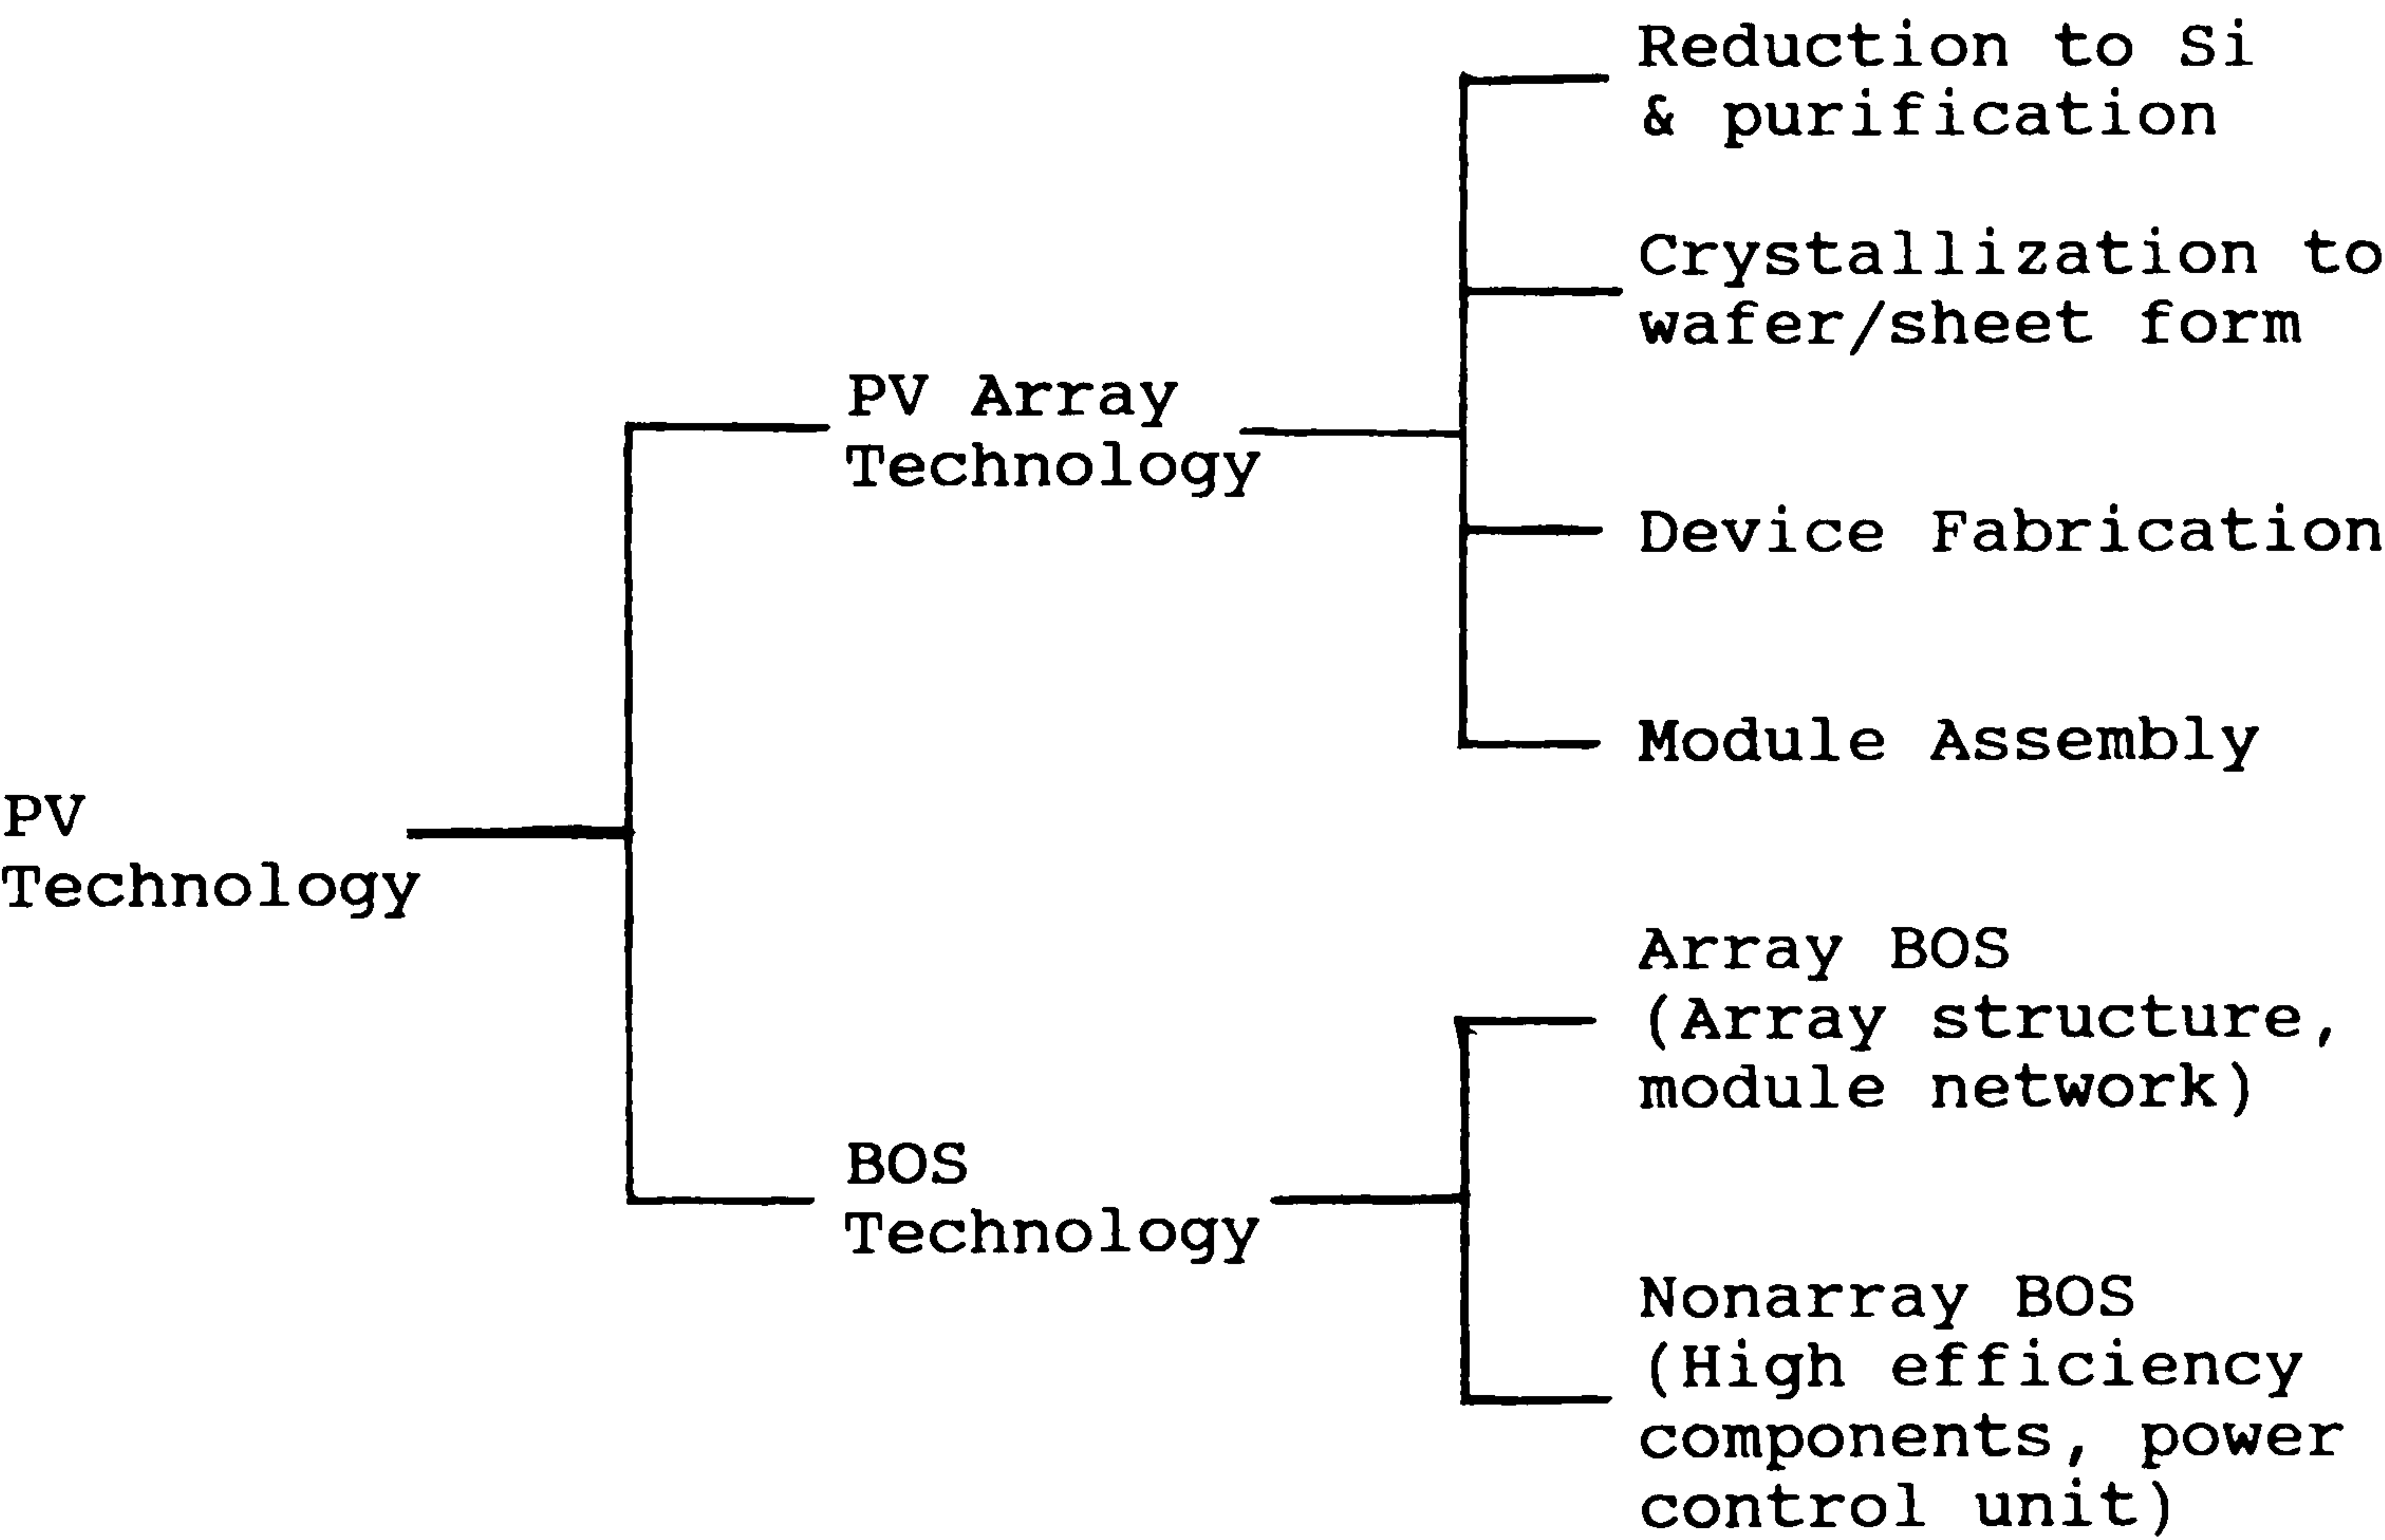 PV
Technology
PV Array
Technology
Reduction to Si
& purification
Crystallization to
wafer/sheet form
Device Fabrication
Module Assembly
BOS
Technology
Array BOS
(Array structure,
module network)
Nonarray BOS
(High efficiency
components, power
control unit)